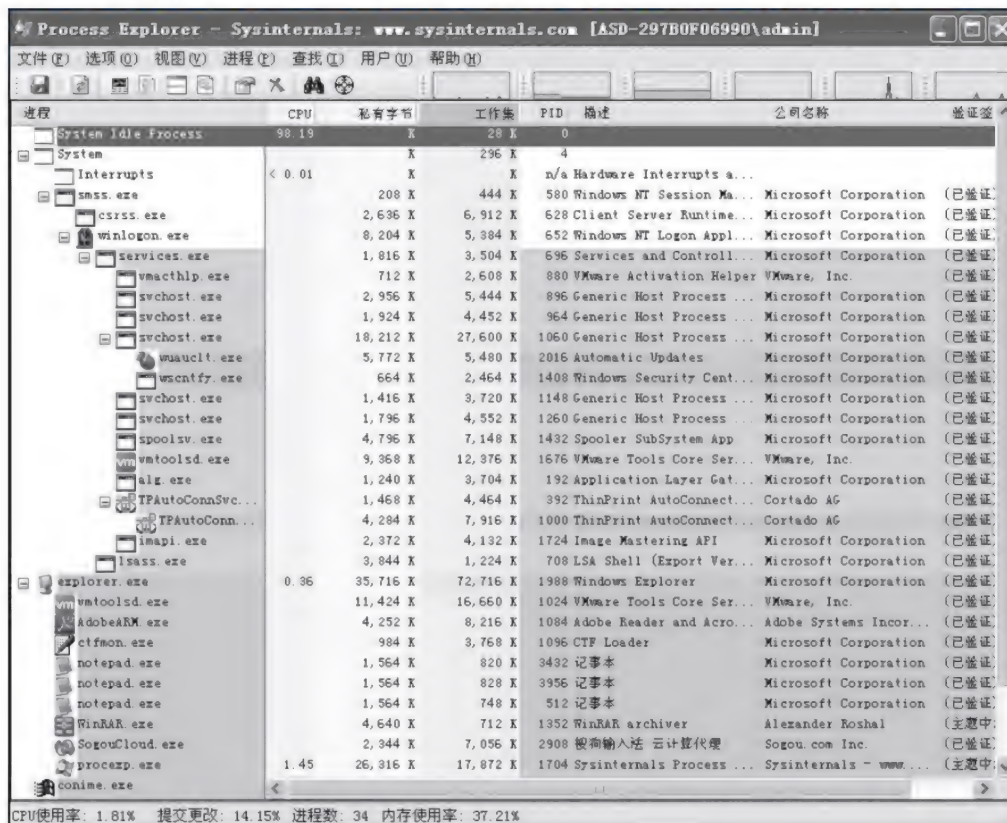 Process Explorer - Sysinternals: www.sysinternals.com [ASD-297B0F06990\admin]
文件(F) 选项(O) 视图(V) 进程(P) 查找(I) 用户(U) 帮助(H)
进程 CPU 私有字节 工作集 PID 描述 公司名称 验证签
System Idle Process 98.19 K 28 K 0
System K 296 K 4
Interrupts < 0.01 K K n/a Hardware Interrupts a...
smss.exe 208 K 444 K 580 Windows NT Session Ma... Microsoft Corporation (已验证)
csrss.exe 2,636 K 6,912 K 628 Client Server Runtime... Microsoft Corporation (已验证)
winlogon.exe 8,204 K 5,384 K 652 Windows NT Logon Appl... Microsoft Corporation (已验证)
services.exe 1,816 K 3,504 K 696 Services and Controll... Microsoft Corporation (已验证)
vmacthlp.exe 712 K 2,608 K 880 VMware Activation Helper VMware, Inc. (已验证)
svchost.exe 2,956 K 5,444 K 896 Generic Host Process ... Microsoft Corporation (已验证)
svchost.exe 1,924 K 4,452 K 964 Generic Host Process ... Microsoft Corporation (已验证)
svchost.exe 18,212 K 27,600 K 1060 Generic Host Process ... Microsoft Corporation (已验证)
wuauclt.exe 5,772 K 5,480 K 2016 Automatic Updates Microsoft Corporation (已验证)
wscntfy.exe 664 K 2,464 K 1408 Windows Security Cent... Microsoft Corporation (已验证)
svchost.exe 1,416 K 3,720 K 1148 Generic Host Process ... Microsoft Corporation (已验证)
svchost.exe 1,796 K 4,552 K 1260 Generic Host Process ... Microsoft Corporation (已验证)
spoolsv.exe 4,796 K 7,148 K 1432 Spooler SubSystem App Microsoft Corporation (已验证)
vmtoolsd.exe 9,368 K 12,376 K 1676 VMware Tools Core Ser... VMware, Inc. (已验证)
alg.exe 1,240 K 3,704 K 192 Application Layer Gat... Microsoft Corporation (已验证)
TPAutoConnSvc... 1,468 K 4,464 K 392 ThinPrint AutoConnect... Cortado AG (已验证)
TPAutoConn... 4,284 K 7,916 K 1000 ThinPrint AutoConnect... Cortado AG (已验证)
imapi.exe 2,372 K 4,132 K 1724 Image Mastering API Microsoft Corporation (已验证)
lsass.exe 3,844 K 1,224 K 708 LSA Shell (Export Ver... Microsoft Corporation (已验证)
explorer.exe 0.36 35,716 K 72,716 K 1988 Windows Explorer Microsoft Corporation (已验证)
vmtoolsd.exe 11,424 K 16,660 K 1024 VMware Tools Core Ser... VMware, Inc. (已验证)
AdobeARM.exe 4,252 K 8,216 K 1084 Adobe Reader and Acro... Adobe Systems Incor... (已验证)
ctfmon.exe 984 K 3,768 K 1096 CTF Loader Microsoft Corporation (已验证)
notepad.exe 1,564 K 820 K 3432 记事本 Microsoft Corporation (已验证)
notepad.exe 1,564 K 828 K 3956 记事本 Microsoft Corporation (已验证)
notepad.exe 1,564 K 748 K 512 记事本 Microsoft Corporation (已验证)
WinRAR.exe 4,640 K 712 K 1352 WinRAR archiver Alexander Roshal (主题中
SogouCloud.exe 2,344 K 7,056 K 2908 搜狗输入法 云计算代理 Sogou.com Inc. (已验证)
procexp.exe 1.45 26,316 K 17,872 K 1704 Sysinternals Process ... Sysinternals - www.... (主题中
conime.exe
CPU使用率: 1.81% 提交更改: 14.15% 进程数: 34 内存使用率: 37.21%